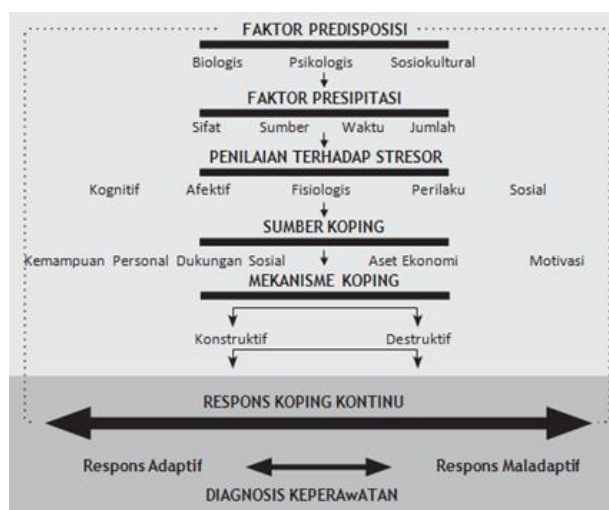 FAKTOR PREDISPOSISI
Biologis Psikologis Sosiokultural
FAKTOR PRESIPITASI
Sifat Sumber Waktu Jumlah
PENILAIAN TERHADAP STRESOR
Kognitif Afektif Fisiologis Perilaku Sosial
SUMBER KOPING
Kemampuan Personal Dukungan Sosial Aset Ekonomi Motivasi
MEKANISME KOPING
Konstruktif Destruktif
RESPONS KOPING KONTINU
Respons Adaptif Respons Maladaptif
DIAGNOSIS KEPERAwATAN